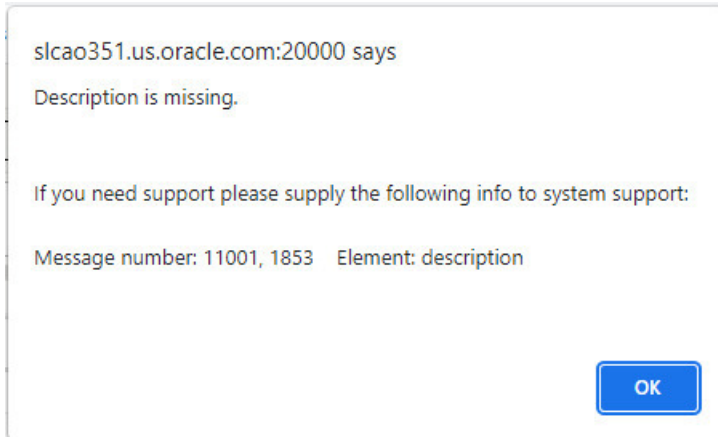 slcao351.us.oracle.com:20000 says
Description is missing.
If you need support please supply the following info to system support:
Message number: 11001, 1853    Element: description
OK